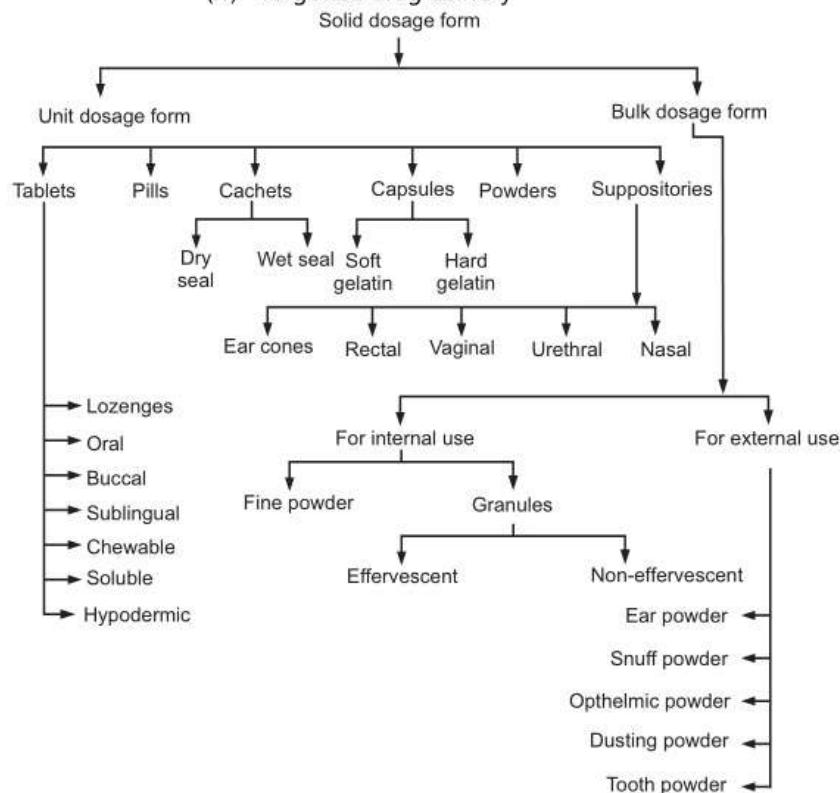 Solid dosage form
Unit dosage form
Bulk dosage form
Tablets
Pills
Cachets
Capsules
Powders
Suppositories
Dry
seal
Wet seal
Soft
gelatin
Hard
gelatin
Ear cones
Rectal
Vaginal
Urethral
Nasal
Lozenges
Oral
Buccal
Sublingual
Chewable
Soluble
Hypodermic
For internal use
For external use
Fine powder
Granules
Effervescent
Non-effervescent
Ear powder
Snuff powder
Opthelmic powder
Dusting powder
Tooth powder